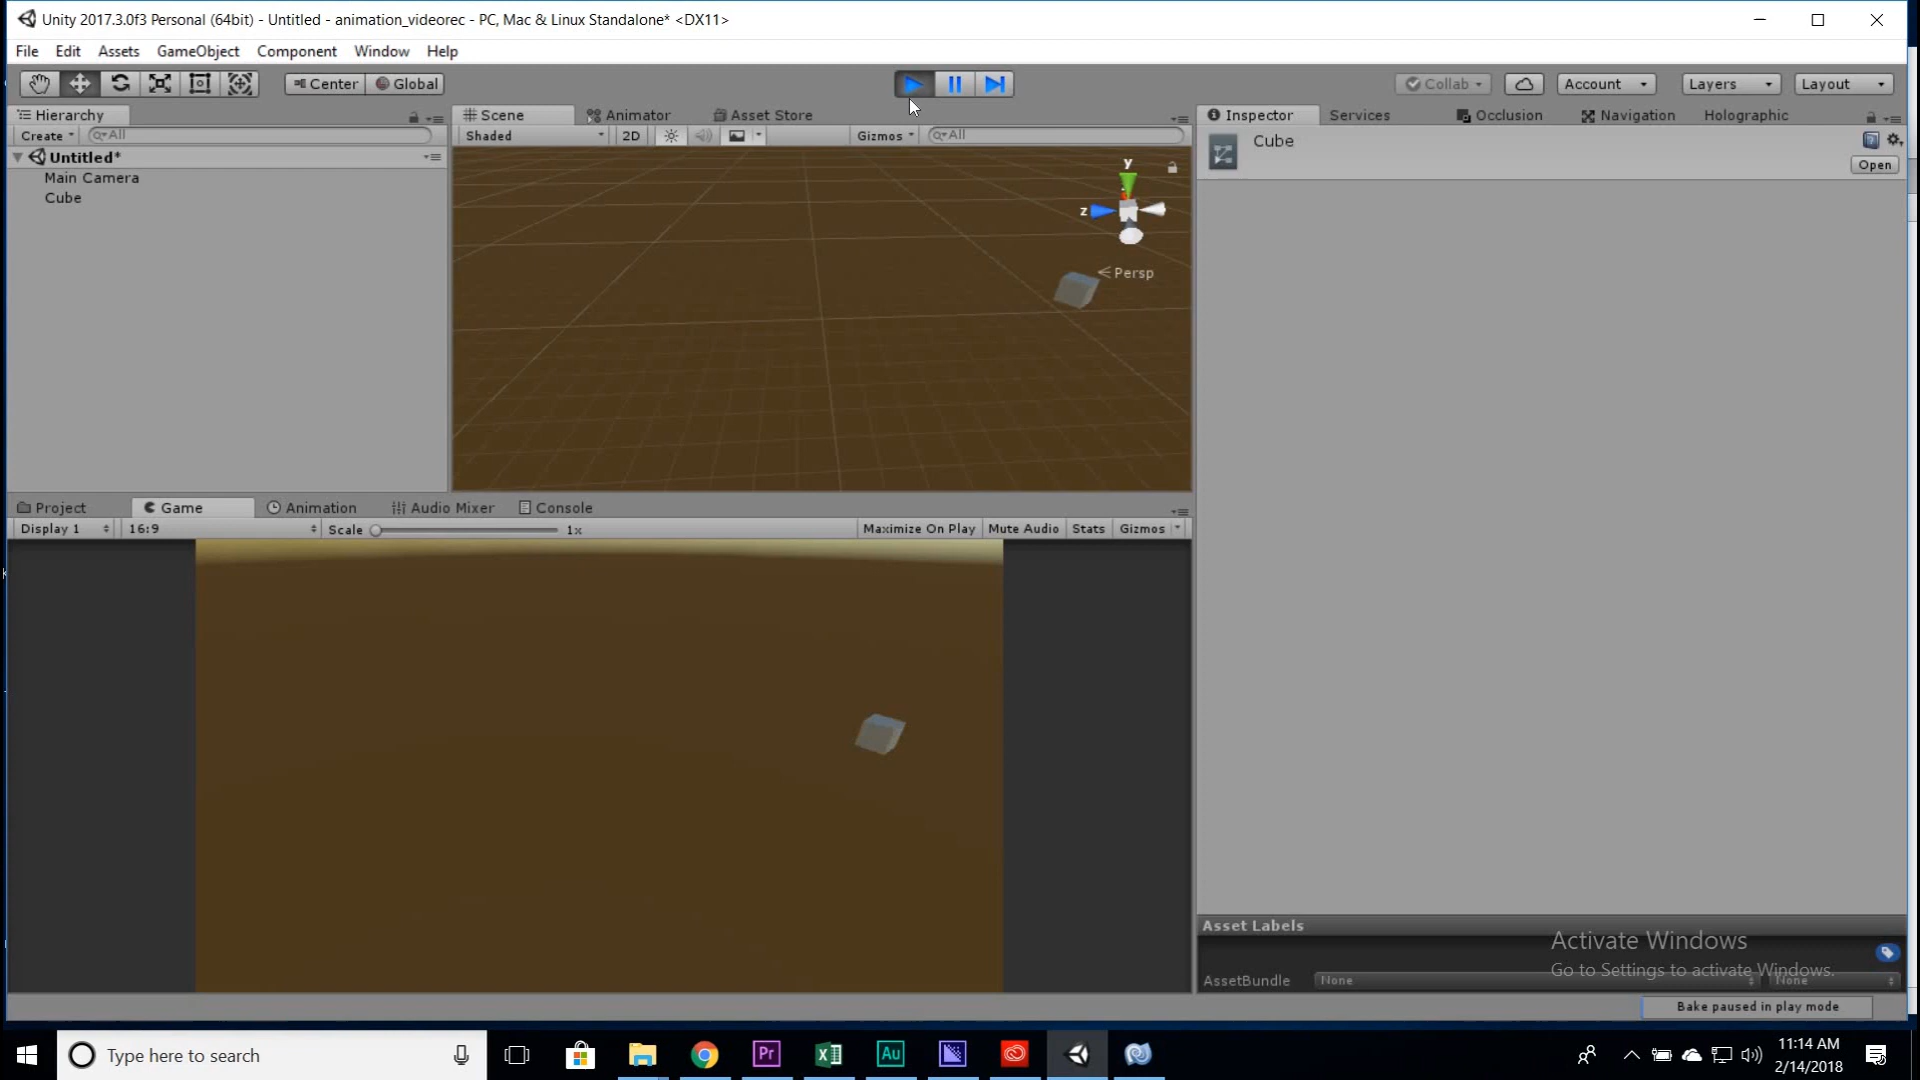 Unity 2017.3.0f3 Personal (64bit) - Untitled - animation_videorec - PC, Mac & Linux Standalone* <DX11>
File Edit Assets GameObject Component Window Help
Center Global Collab Account Layers Layout
Hierarchy Scene Animator Asset Store Inspector Services Occlusion Navigation Holographic
Create All Shaded 2D Gizmos All Cube
Untitled* Open
Main Camera
Cube
y
z
Persp
Project Game Animation Audio Mixer Console
Display 1 16:9 Scale 1x Maximize On Play Mute Audio Stats Gizmos
Asset Labels
Activate Windows
Go to Settings to activate Windows.
AssetBundle None None
Bake paused in play mode
Type here to search Pr Au 11:14 AM
2/14/2018